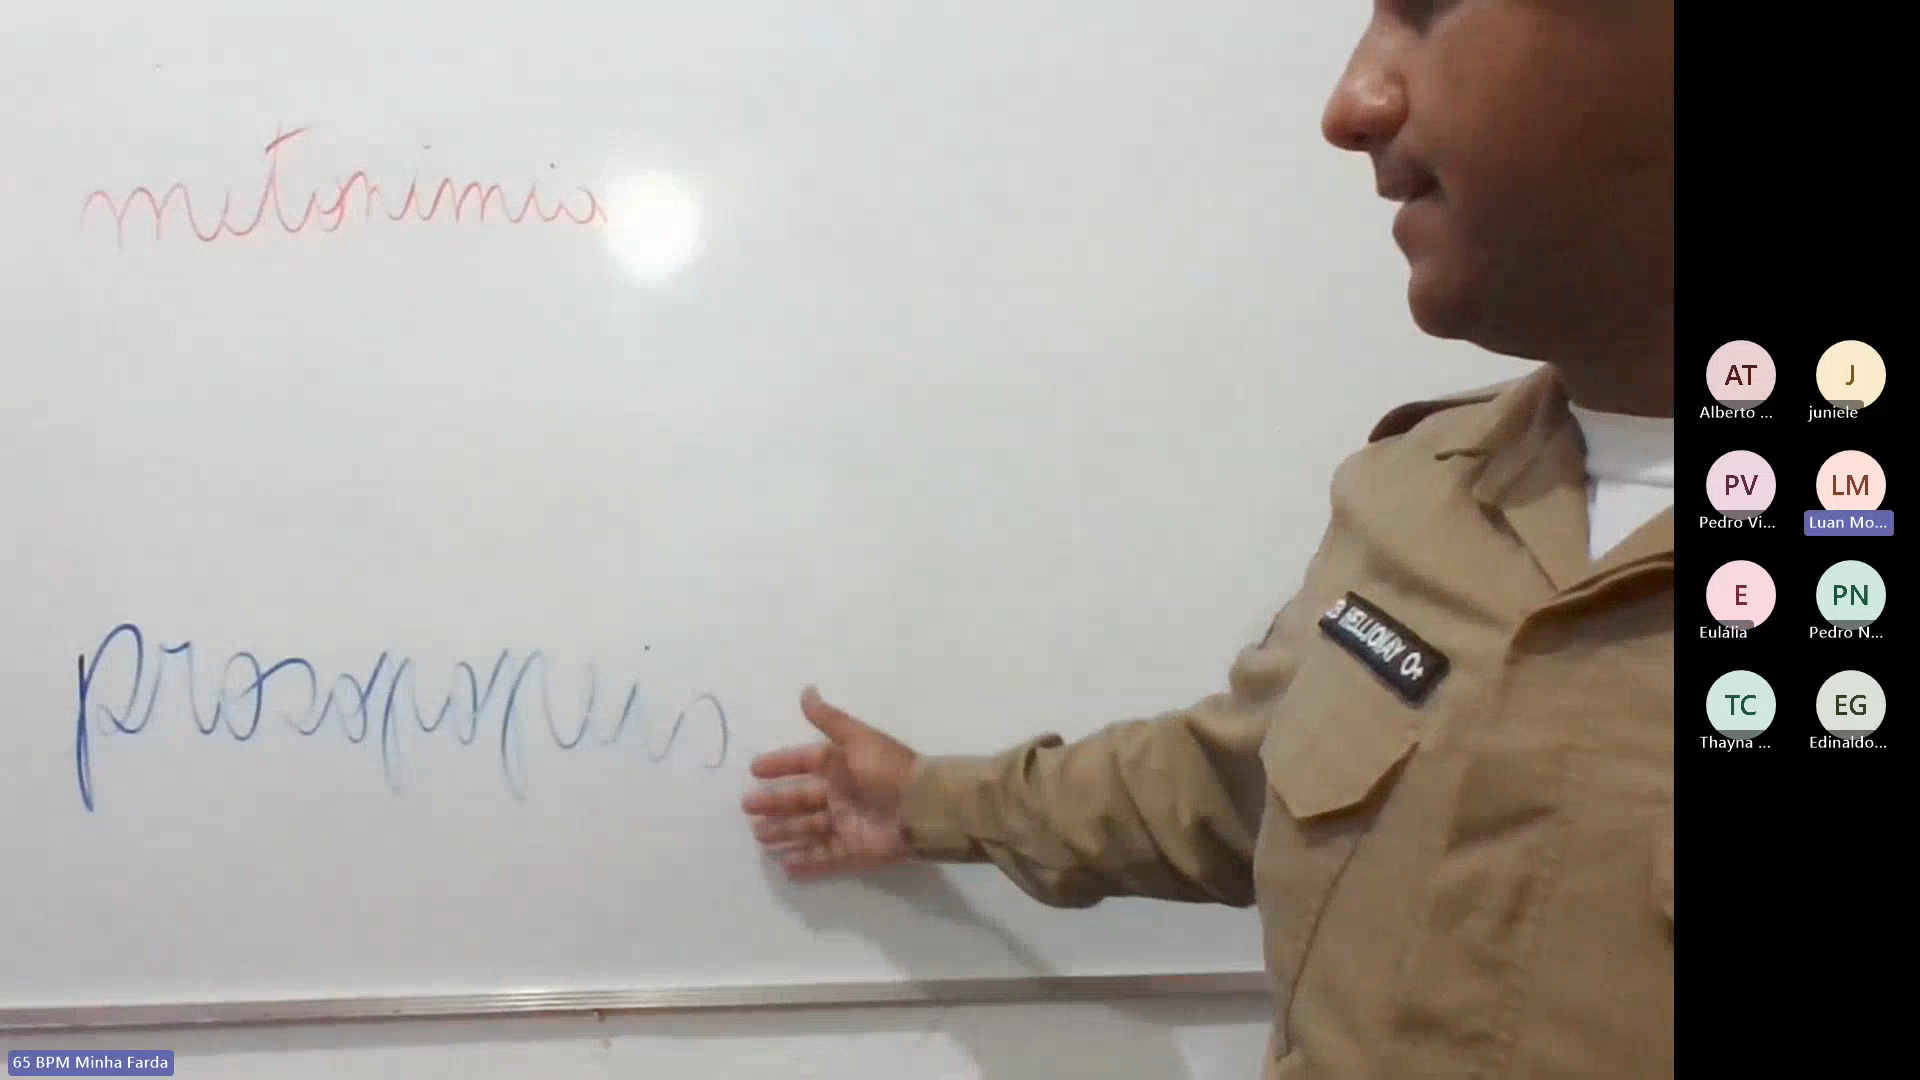 metonimia
prosopopeia
HELLJOHAY O+
AT
J
Alberto ...
juniele
PV
LM
Pedro Vi...
Luan Mo...
E
PN
Eulália
Pedro N...
TC
EG
Thayna ...
Edinaldo...
65 BPM Minha Farda